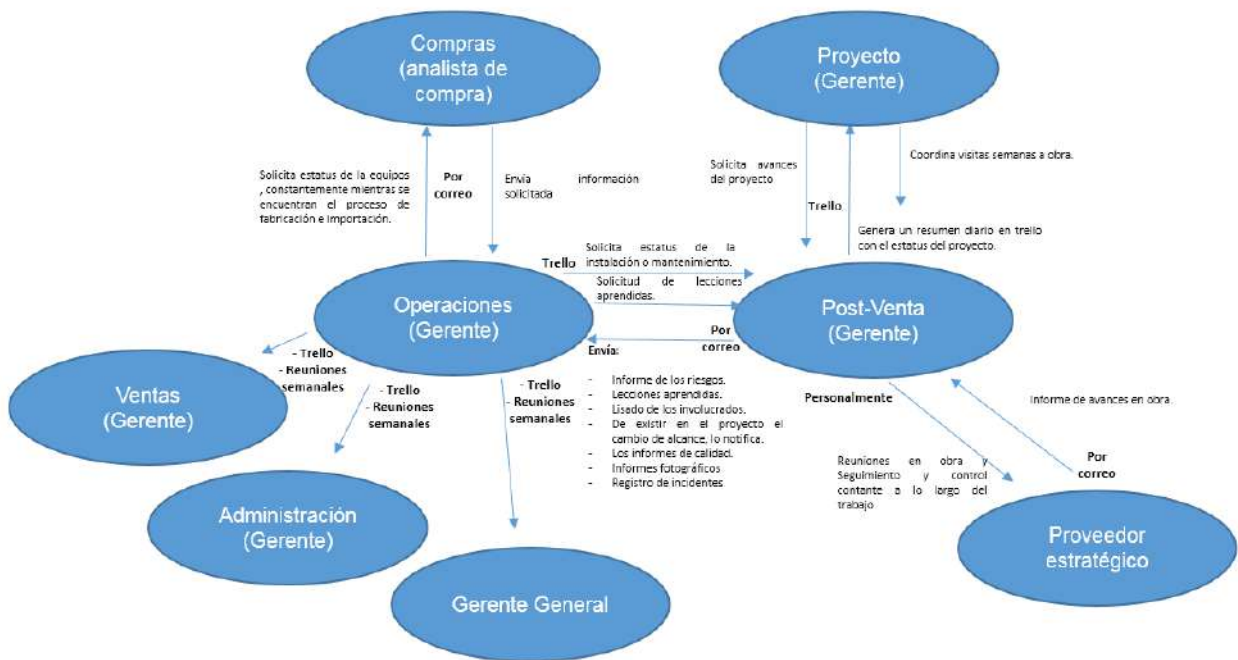 Compras
(analista de
compra)
Proyecto
(Gerente)
Solicita estatus de la equipos
, constantemente mientras se
encuentran el proceso de
fabricación e importación.
Por
correo
Envía información
solicitada
Solicita avances
del proyecto
Trello
Coordina visitas semanas a obra.
Genera un resumen diario en trello
con el estatus del proyecto.
Operaciones
(Gerente)
Trello
Solicita estatus de la
instalación o mantenimiento.
Solicitud de lecciones
aprendidas.
Post-Venta
(Gerente)
Por
correo
Envía:
- Informe de los riesgos.
- Lecciones aprendidas.
- Lisado de los involucrados.
- De existir en el proyecto el
cambio de alcance, lo notifica.
- Los informes de calidad.
- Informes fotográficos
- Registro de incidentes
- Trello
- Reuniones
semanales
- Trello
- Reuniones
semanales
- Trello
- Reuniones
semanales
Ventas
(Gerente)
Administración
(Gerente)
Gerente General
Personalmente
Reuniones en obra y
Seguimiento y control
contante a lo largo del
trabajo
Informe de avances en obra.
Por
correo
Proveedor
estratégico